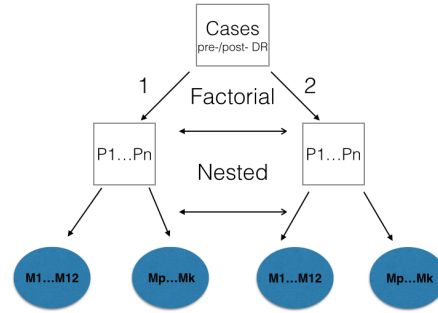 Cases
pre-/post- DR
1
2
Factorial
P1...Pn
P1...Pn
Nested
M1...M12
Mp...Mk
M1...M12
Mp...Mk